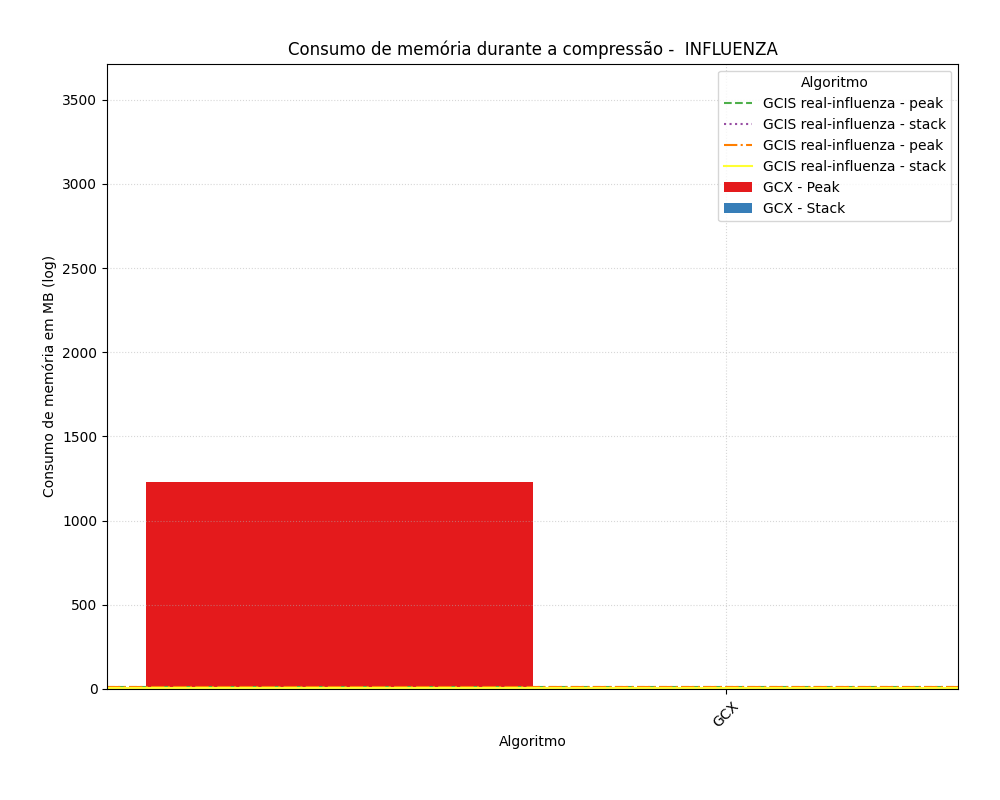 Consumo de memória durante a compressão -  INFLUENZA
Algoritmo
GCIS real-influenza - peak
GCIS real-influenza - stack
GCIS real-influenza - peak
GCIS real-influenza - stack
GCX - Peak
GCX - Stack
Consumo de memória em MB (log)
3500
3000
2500
2000
1500
1000
500
0
GCX
Algoritmo